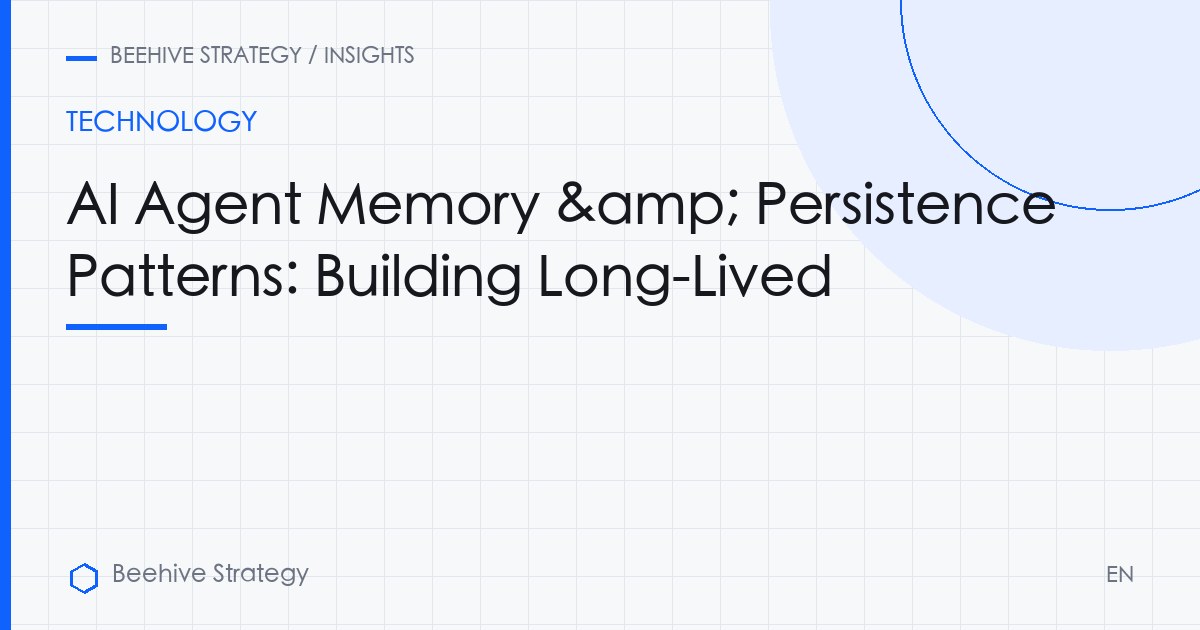 BEEHIVE STRATEGY / INSIGHTS
TECHNOLOGY
AI Agent Memory &amp; Persistence
Patterns: Building Long-Lived
Beehive Strategy
EN